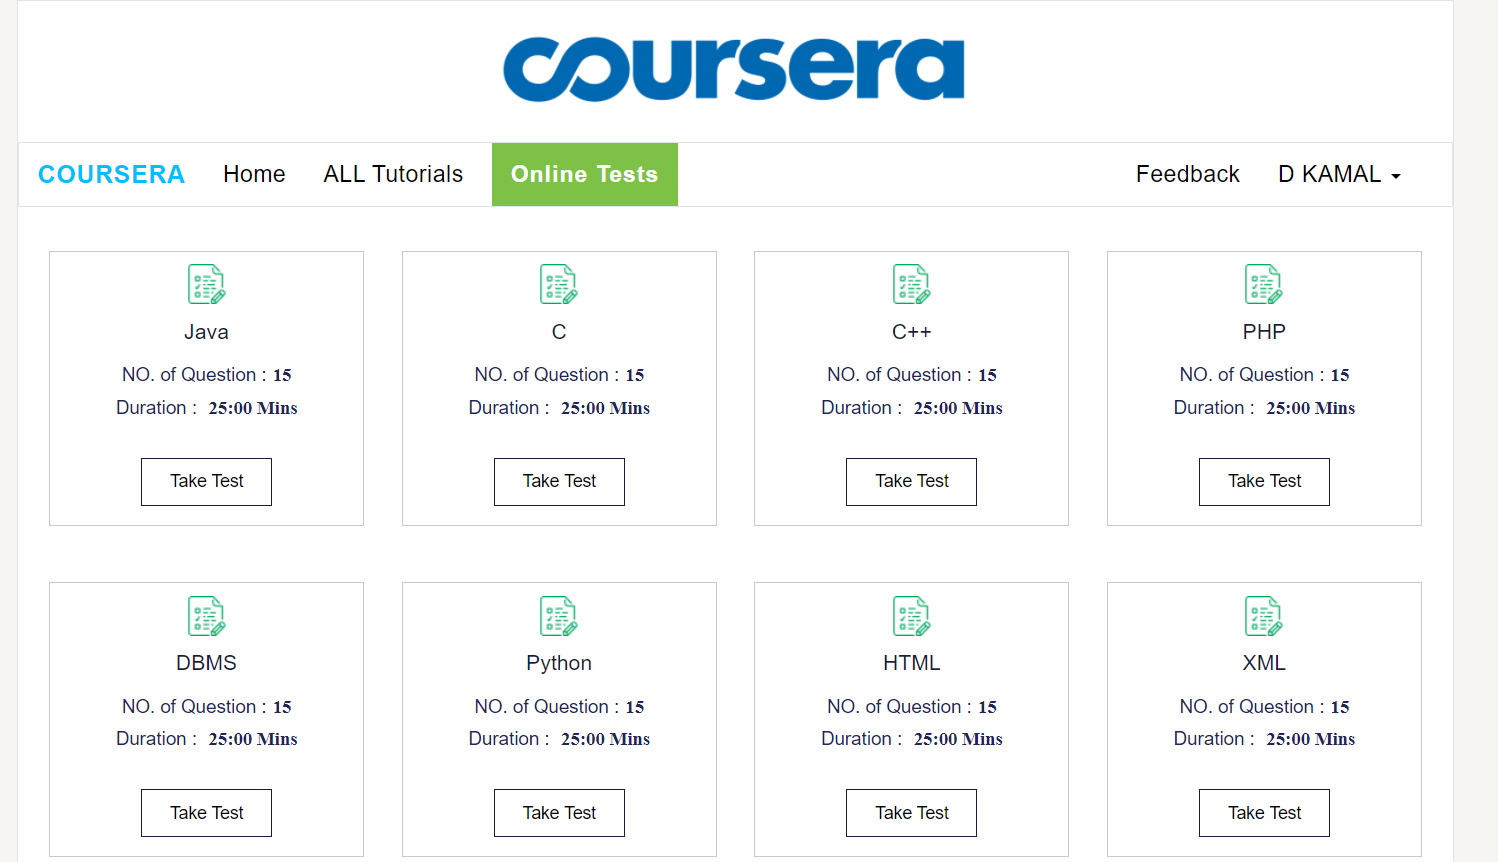 coursera
COURSERA Home ALL Tutorials Online Tests Feedback D KAMAL
Java
NO. of Question : 15
Duration : 25:00 Mins
Take Test
C
NO. of Question : 15
Duration : 25:00 Mins
Take Test
C++
NO. of Question : 15
Duration : 25:00 Mins
Take Test
PHP
NO. of Question : 15
Duration : 25:00 Mins
Take Test
DBMS
NO. of Question : 15
Duration : 25:00 Mins
Take Test
Python
NO. of Question : 15
Duration : 25:00 Mins
Take Test
HTML
NO. of Question : 15
Duration : 25:00 Mins
Take Test
XML
NO. of Question : 15
Duration : 25:00 Mins
Take Test